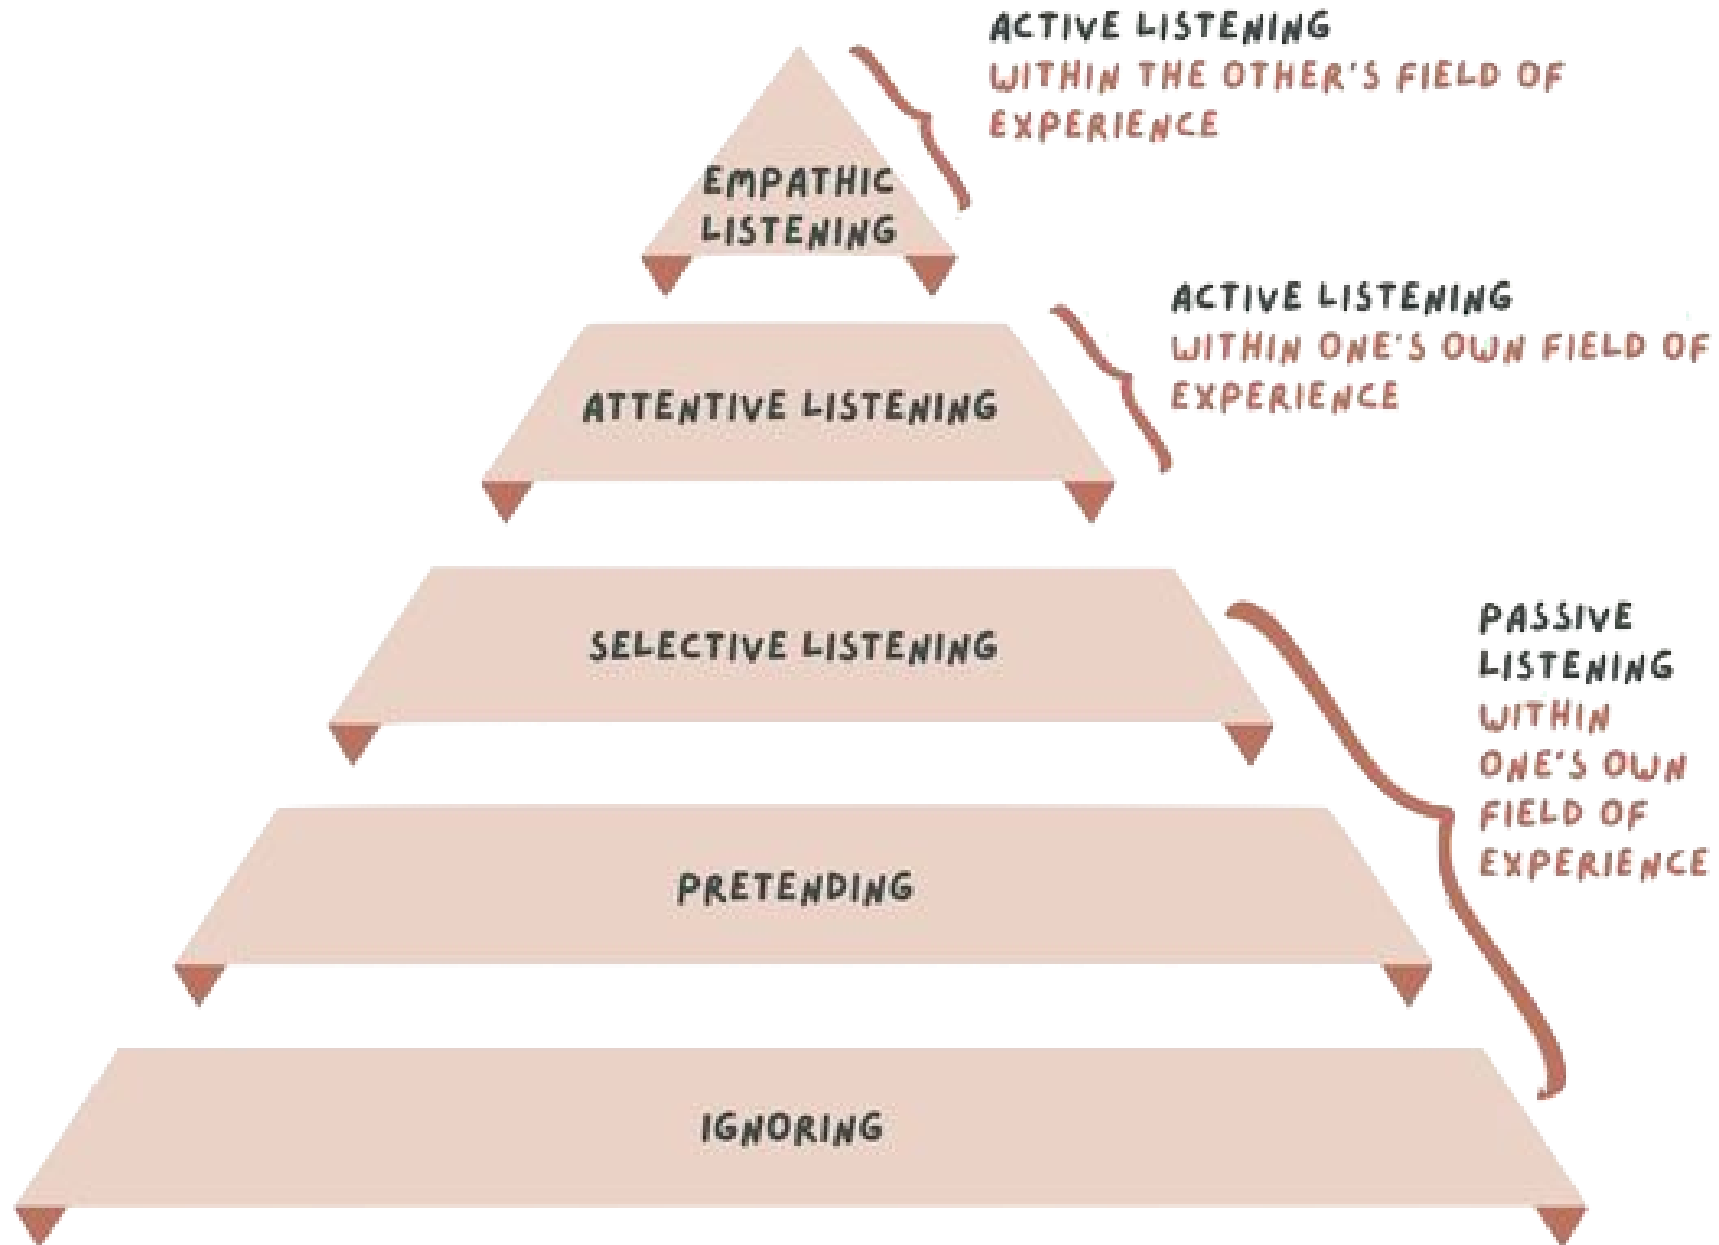 ACTIVE LISTENING
WITHIN THE OTHER'S FIELD OF
EXPERIENCE
EMPATHIC
LISTENING
ACTIVE LISTENING
WITHIN ONE'S OWN FIELD OF
EXPERIENCE
ATTENTIVE LISTENING
SELECTIVE LISTENING
PASSIVE
LISTENING
WITHIN
ONE'S OWN
FIELD OF
EXPERIENCE
PRETENDING
IGNORING